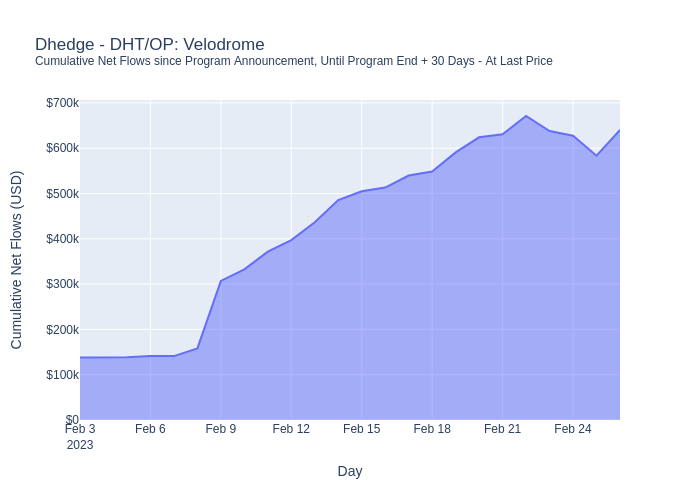 Dhedge - DHT/OP: Velodrome
Cumulative Net Flows since Program Announcement, Until Program End + 30 Days - At Last Price
$700k
$600k
$500k
$400k
$300k
$200k
$100k
$0
Cumulative Net Flows (USD)
Feb 3 Feb 6 Feb 9 Feb 12 Feb 15 Feb 18 Feb 21 Feb 24
2023
Day